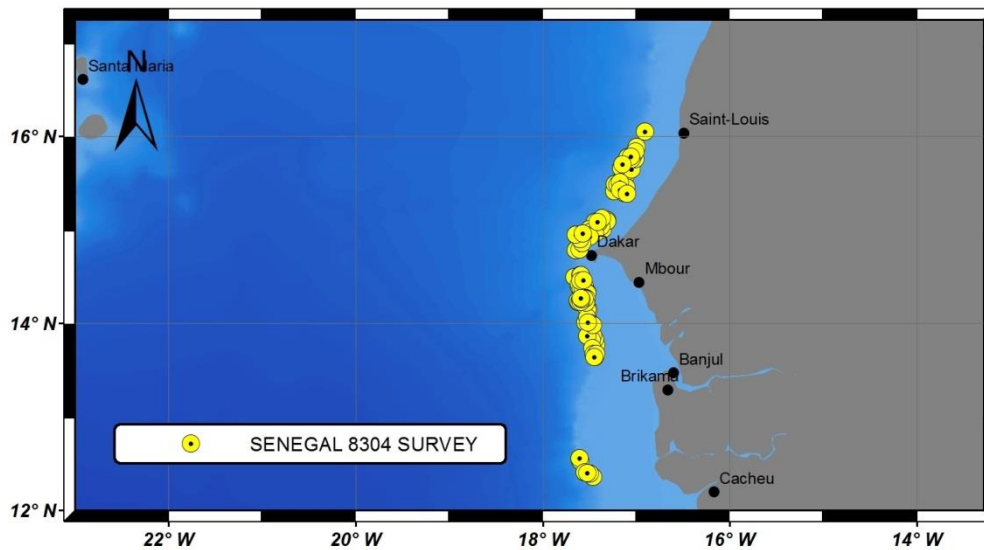 N
Santa Maria
16° N
Saint-Louis
Dakar
Mbour
14° N
Banjul
Brikama
SENEGAL 8304 SURVEY
Cacheu
12° N
22° W
20° W
18° W
16° W
14° W